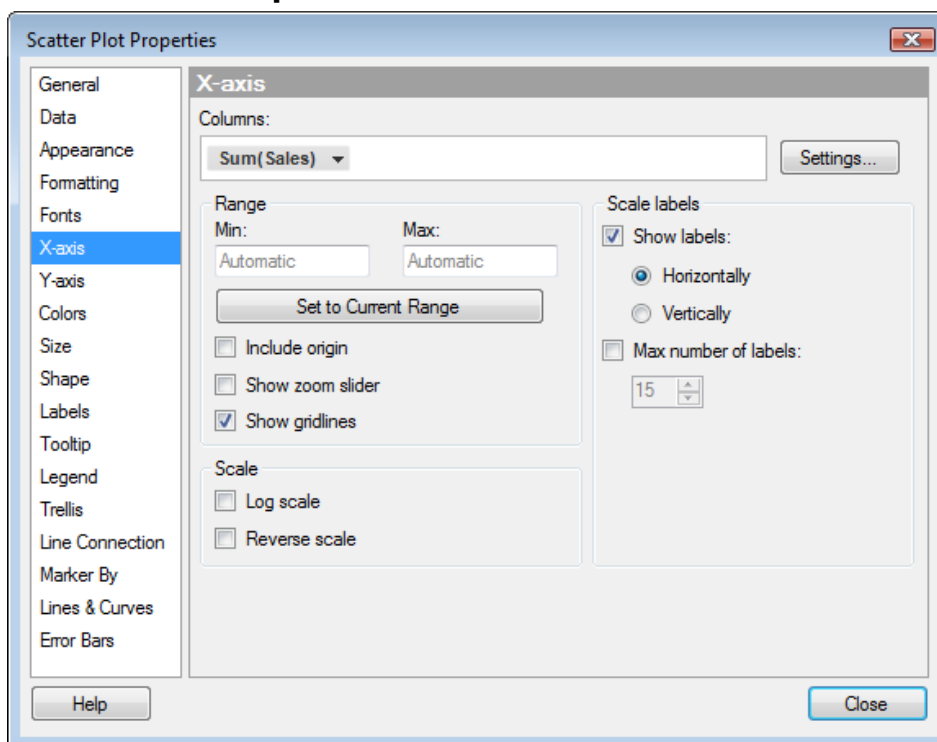 Scatter Plot Properties
General
Data
Appearance
Formatting
Fonts
X-axis
Y-axis
Colors
Size
Shape
Labels
Tooltip
Legend
Trellis
Line Connection
Marker By
Lines & Curves
Error Bars
X-axis
Columns:
Sum(Sales)
Settings...
Range
Min:
Max:
Automatic
Automatic
Set to Current Range
Include origin
Show zoom slider
Show gridlines
Scale
Log scale
Reverse scale
Scale labels
Show labels:
Horizontally
Vertically
Max number of labels:
15
Help
Close